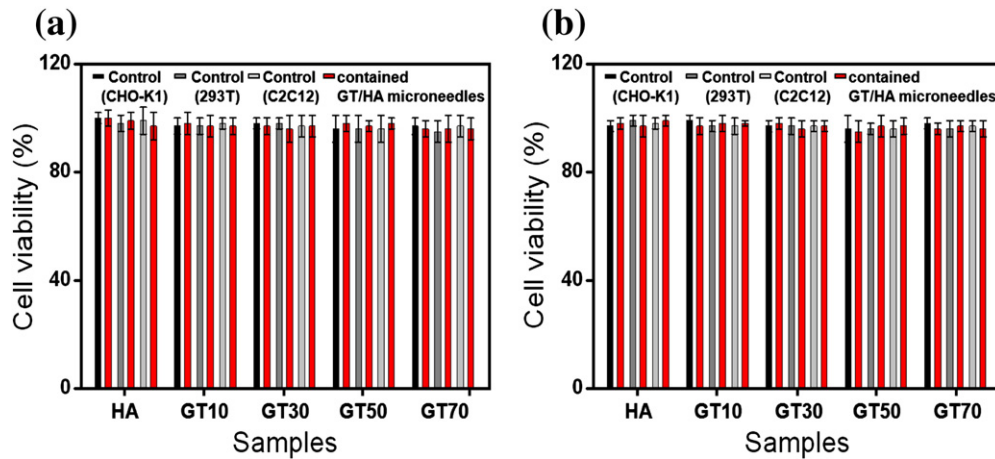 (a)
120
Control Control Control contained
(CHO-K1) (293T) (C2C12) GT/HA microneedles
80
40
0
Cell viability (%)
HA GT10 GT30 GT50 GT70
Samples
(b)
120
Control Control Control contained
(CHO-K1) (293T) (C2C12) GT/HA microneedles
80
40
0
Cell viability (%)
HA GT10 GT30 GT50 GT70
Samples